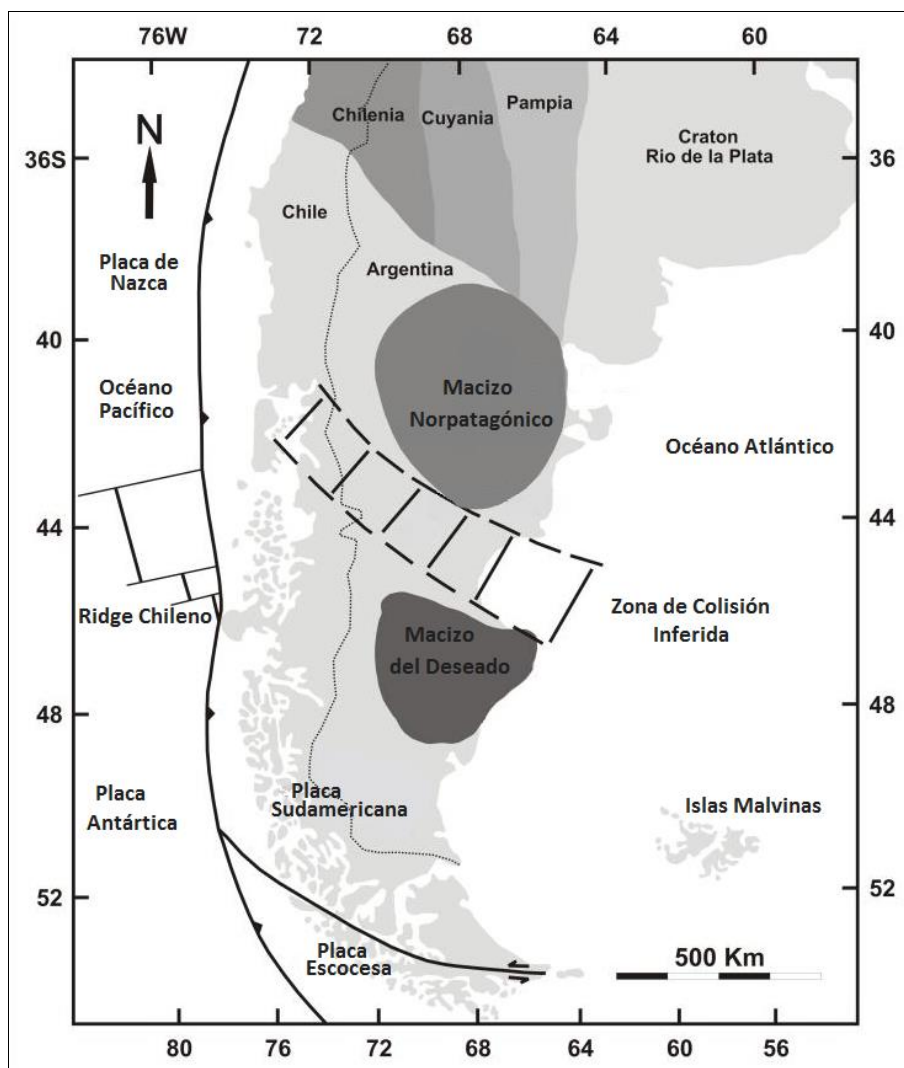 76W 72 68 64 60
Chilenia
Cuyania
Pampia
Craton
Rio de la Plata
N
36S
36
Chile
Placa de
Nazca
Argentina
40
40
Océano
Pacífico
Macizo
Norpatagónico
Océano Atlántico
44
44
Ridge Chileno
Zona de Colisión
Inferida
Macizo
del Deseado
48
48
Placa
Antártica
Placa
Sudamericana
Islas Malvinas
52
52
Placa
Escocesa
500 Km
80 76 72 68 64 60 56